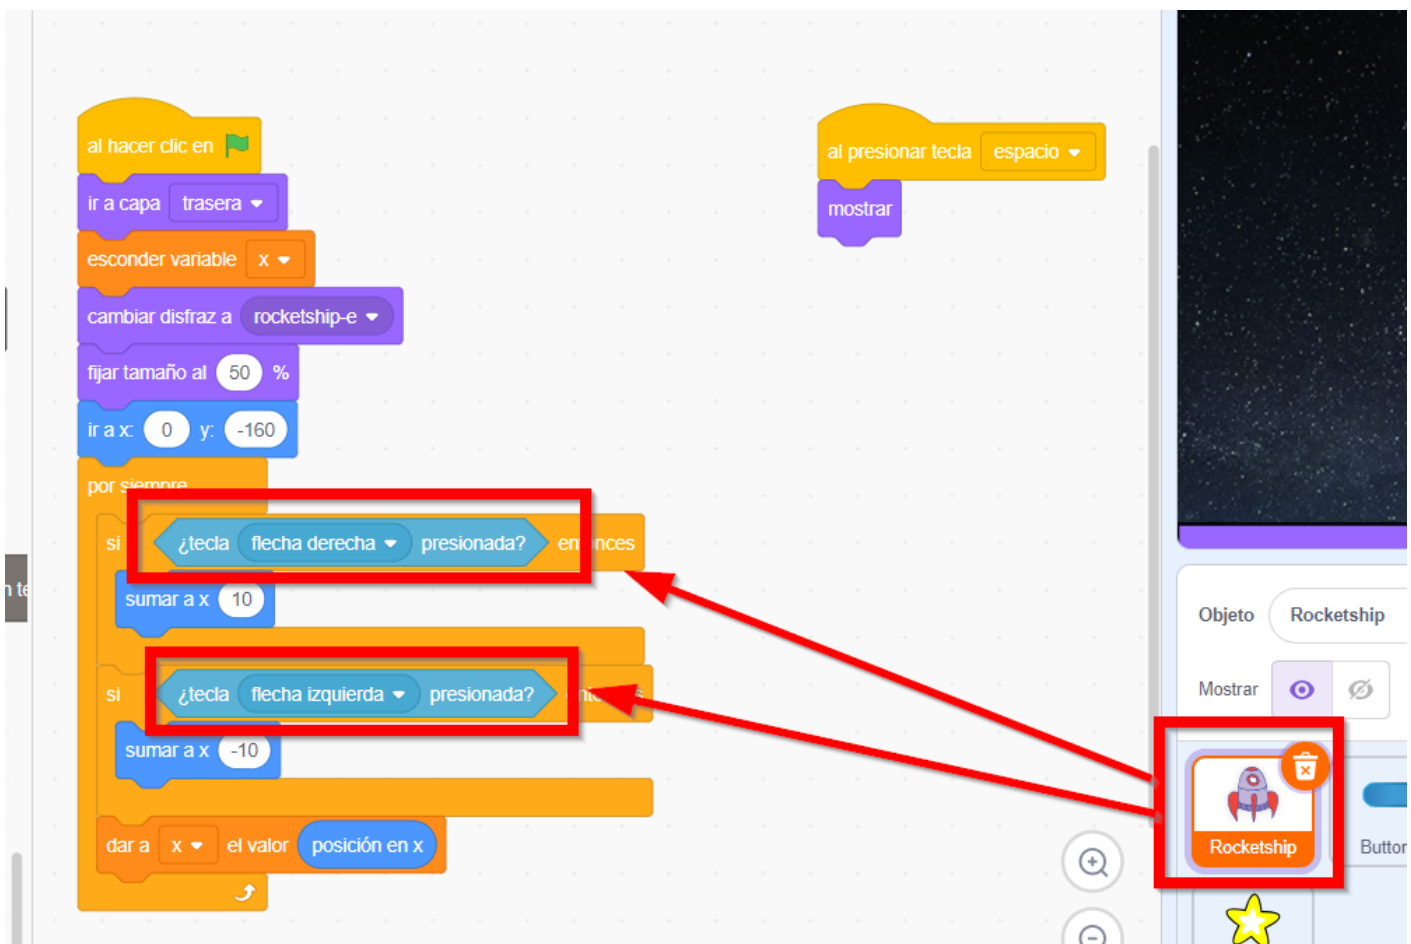 al hacer clic en
ir a capa trasera
esconder variable x
cambiar disfraz a rocketship-e
fijar tamaño al 50 %
ir a x: 0 y: -160
por siempre
si ¿tecla flecha derecha presionada? entonces
sumar a x 10
si ¿tecla flecha izquierda presionada?
sumar a x -10
dar a x el valor posición en x
al presionar tecla espacio
mostrar
Objeto Rocketship
Mostrar
Rocketship